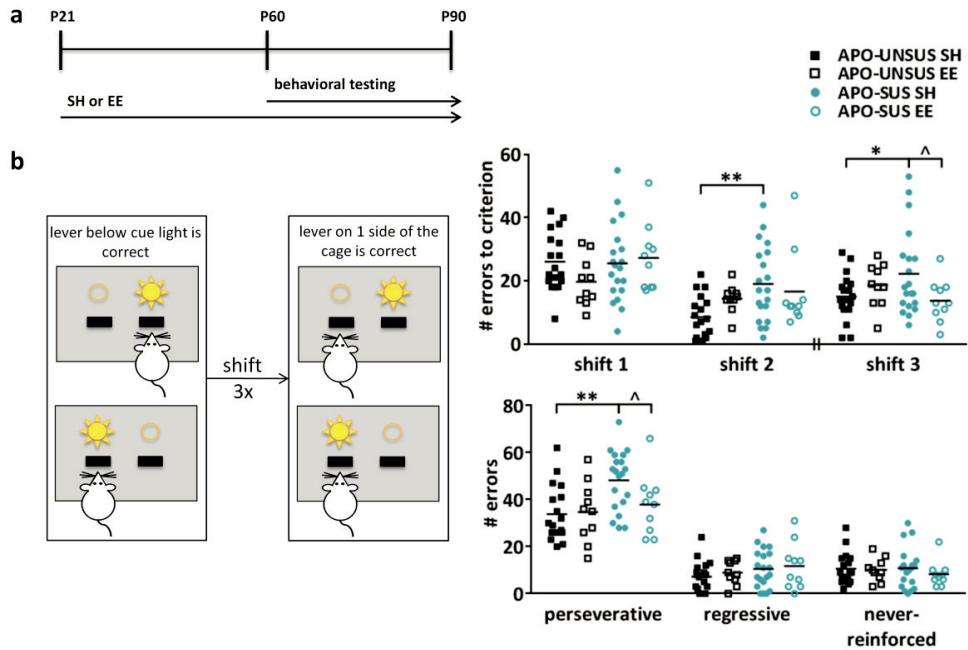 a
P21
P60
P90
behavioral testing
SH or EE
APO-UNSUS SH
APO-UNSUS EE
APO-SUS SH
APO-SUS EE
b
lever below cue light is
correct
shift
3x
lever on 1 side of the
cage is correct
# errors to criterion
60
40
20
0
**
*
^
shift 1
shift 2
shift 3
# errors
80
60
40
20
0
**
^
perseverative
regressive
never-
reinforced